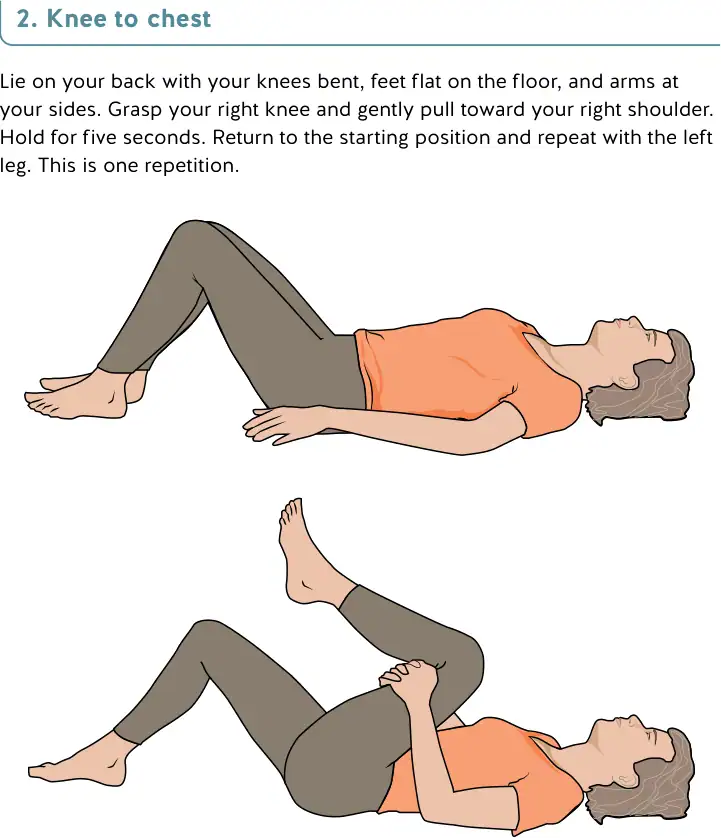 2. Knee to chest
Lie on your back with your knees bent, feet flat on the floor, and arms at
your sides. Grasp your right knee and gently pull toward your right shoulder.
Hold for five seconds. Return to the starting position and repeat with the left
leg. This is one repetition.